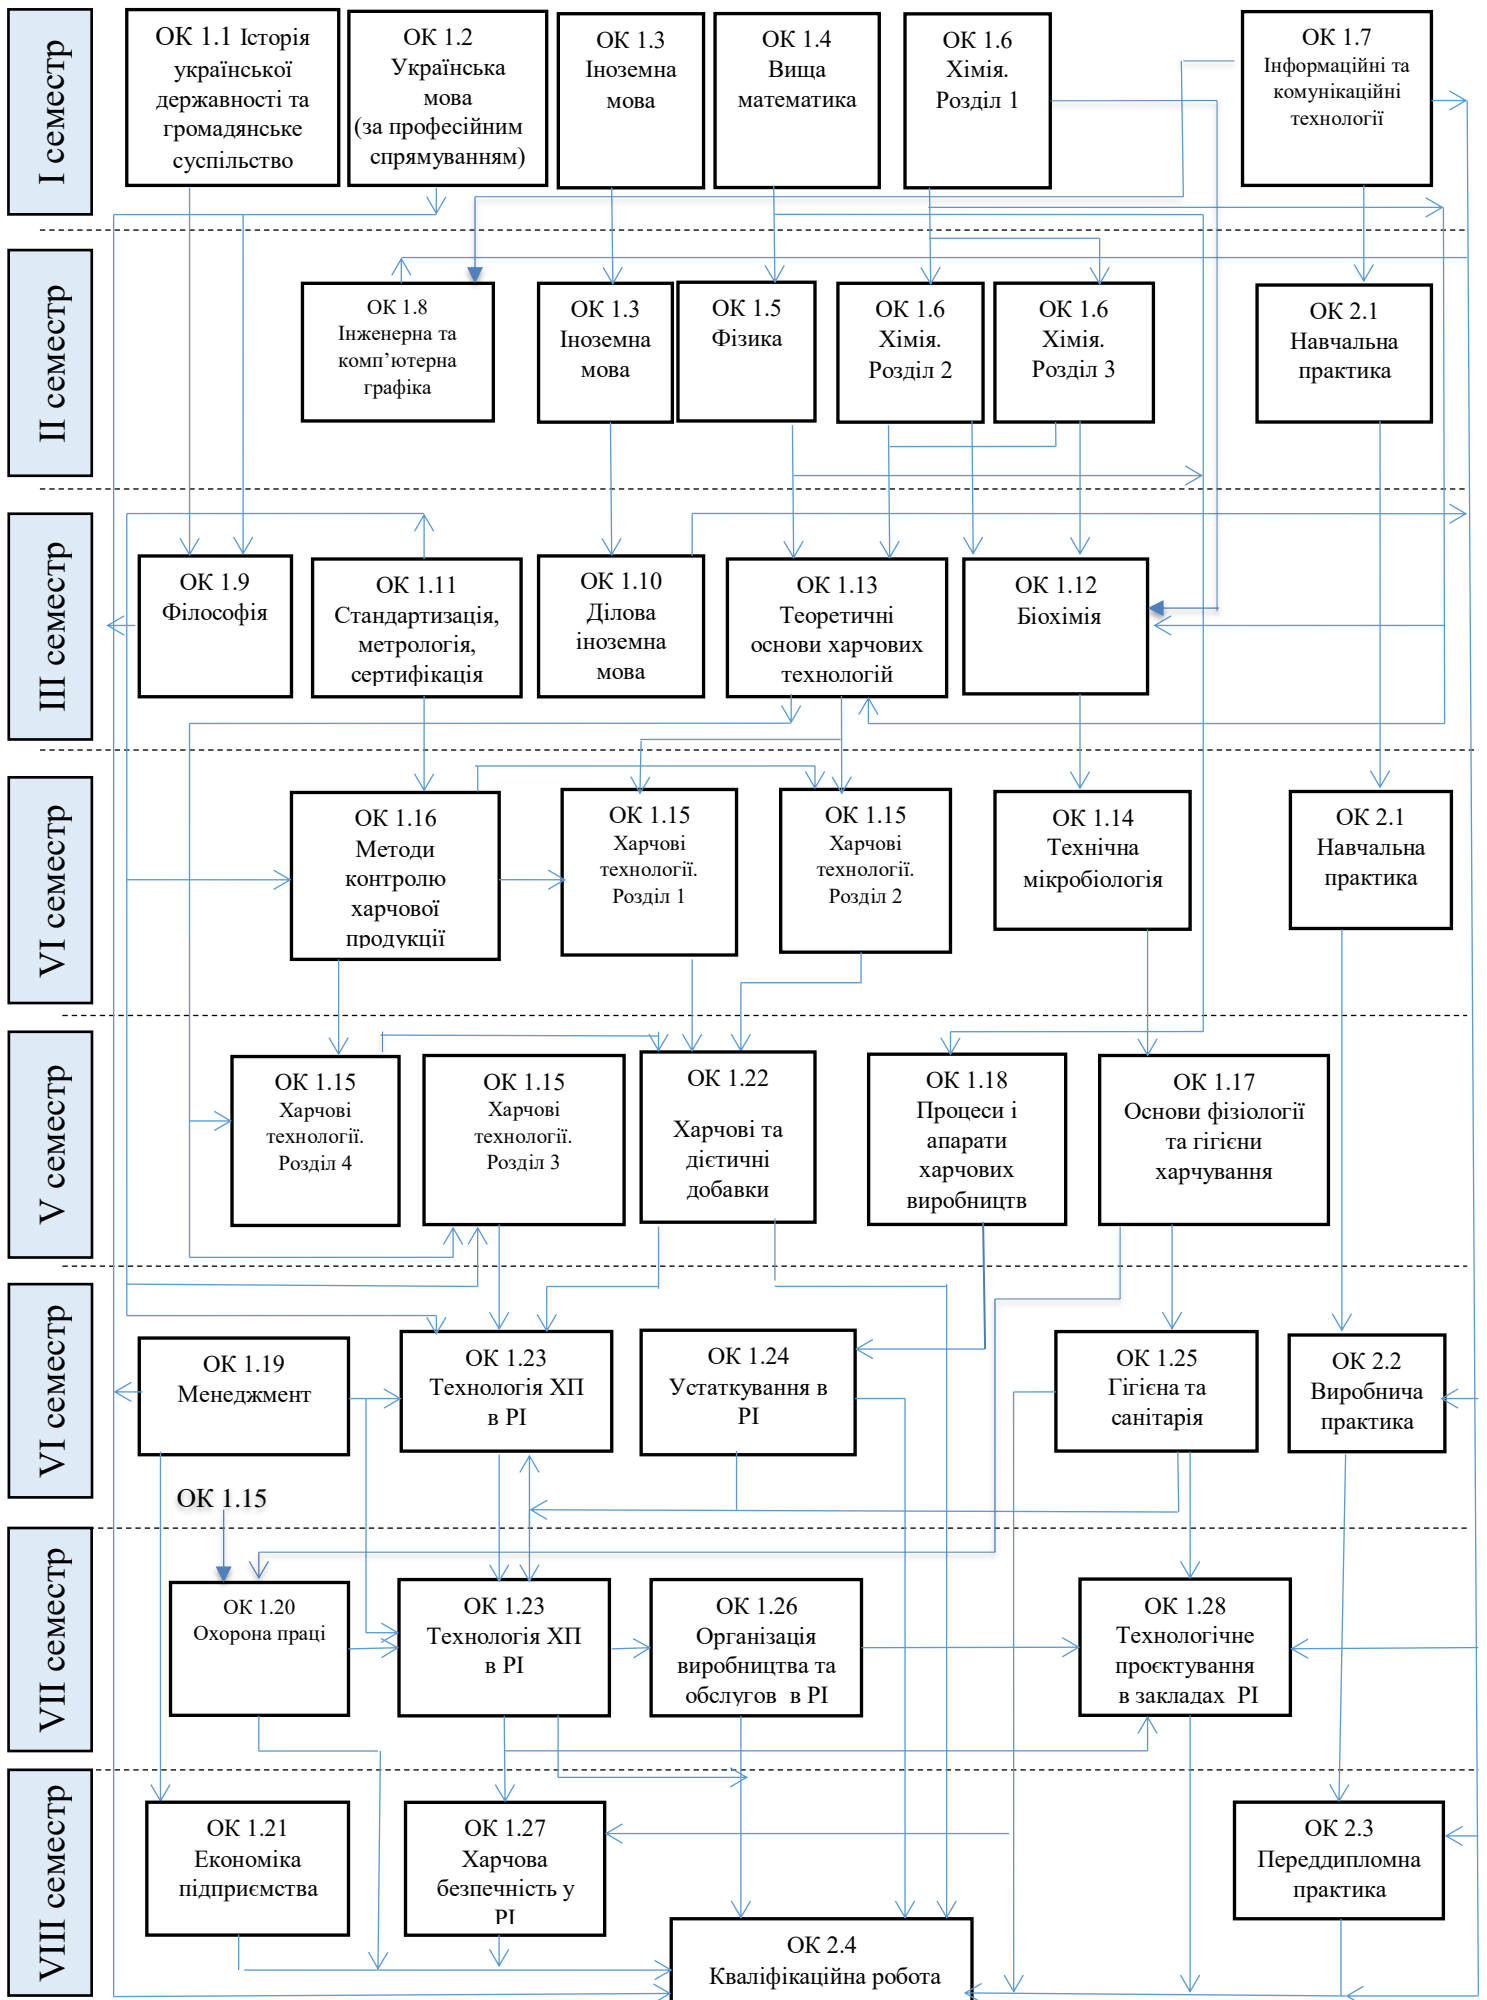 І семестр
ОК 1.1 Історія
української
державності та
громадянське
суспільство
ОК 1.2
Українська
мова
(за професійним
спрямуванням)
ОК 1.3
Іноземна
мова
ОК 1.4
Вища
математика
ОК 1.6
Хімія.
Розділ 1
ОК 1.7
Інформаційні та
комунікаційні
технології
ІІ семестр
ОК 1.8
Інженерна та
комп’ютерна
графіка
ОК 1.3
Іноземна
мова
ОК 1.5
Фізика
ОК 1.6
Хімія.
Розділ 2
ОК 1.6
Хімія.
Розділ 3
ОК 2.1
Навчальна
практика
ІІІ семестр
ОК 1.9
Філософія
ОК 1.11
Стандартизація,
метрологія,
сертифікація
ОК 1.10
Ділова
іноземна
мова
ОК 1.13
Теоретичні
основи харчових
технологій
ОК 1.12
Біохімія
VI семестр
ОК 1.16
Методи
контролю
харчової
продукції
ОК 1.15
Харчові
технології.
Розділ 1
ОК 1.15
Харчові
технології.
Розділ 2
ОК 1.14
Технічна
мікробіологія
ОК 2.1
Навчальна
практика
V семестр
ОК 1.15
Харчові
технології.
Розділ 4
ОК 1.15
Харчові
технології.
Розділ 3
ОК 1.22
Харчові та
дієтичні
добавки
ОК 1.18
Процеси і
апарати
харчових
виробництв
ОК 1.17
Основи фізіології
та гігієни
харчування
VI семестр
ОК 1.19
Менеджмент
ОК 1.23
Технологія ХП
в РІ
ОК 1.24
Устаткування в
РІ
ОК 1.25
Гігієна та
санітарія
ОК 2.2
Виробнича
практика
ОК 1.15
VII семестр
ОК 1.20
Охорона праці
ОК 1.23
Технологія ХП
в РІ
ОК 1.26
Організація
виробництва та
обслугов в РІ
ОК 1.28
Технологічне
проєктування
в закладах РІ
VIII семестр
ОК 1.21
Економіка
підприємства
ОК 1.27
Харчова
безпечність у
РІ
ОК 2.3
Переддипломна
практика
ОК 2.4
Кваліфікаційна робота